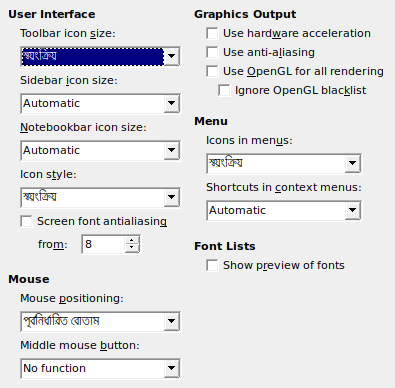 User Interface
Toolbar icon size:
স্বয়ংক্রিয়
Sidebar icon size:
Automatic
Notebookbar icon size:
Automatic
Icon style:
স্বয়ংক্রিয়
Screen font antialiasing
from: 8
Mouse
Mouse positioning:
পূর্বনির্ধারিত বোতাম
Middle mouse button:
No function
Graphics Output
Use hardware acceleration
Use anti-aliasing
Use OpenGL for all rendering
Ignore OpenGL blacklist
Menu
Icons in menus:
স্বয়ংক্রিয়
Shortcuts in context menus:
Automatic
Font Lists
Show preview of fonts